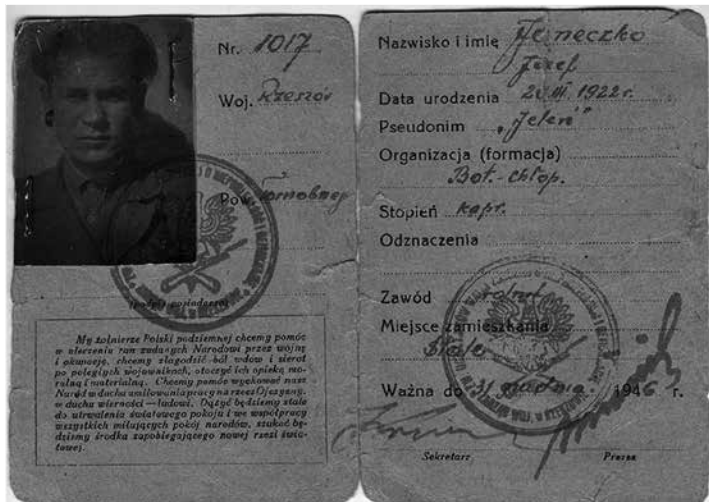 Nr. 1017
Woj. Rzeszów
Pow. Tarnobrzeg
(podpis posiadacza)
My żołnierze Polski podziemnej chcemy pomóc
w uleczeniu ran zadanych Narodowi przez wojnę
i okupację, chcemy złagodzić ból wdów i sierot
po poległych wojownikach, otoczyć ich opieką mo-
ralną i materialną. Chcemy pomóc wychować nasz
Naród w duchu umiłowania pracy na rzecz Ojczyzny,
w duchu wierności — ludowi. Dążyć będziemy stale
do utrwalenia światowego pokoju i we współpracy
wszystkich miłujących pokój narodów, szukać bę-
dziemy środka zapobiegającego nowej rzezi świa-
towej.
Nazwisko i imię Janeczko
Józef
Data urodzenia 20.III.1922 r.
Pseudonim „Jeleń"
Organizacja (formacja)
Bat. - chłop.
Stopień kapr.
Odznaczenia
Zawód
Miejsce zamieszkania
Stale
Ważna do 31 grudnia 1946 r.
Sekretarz
Prezes